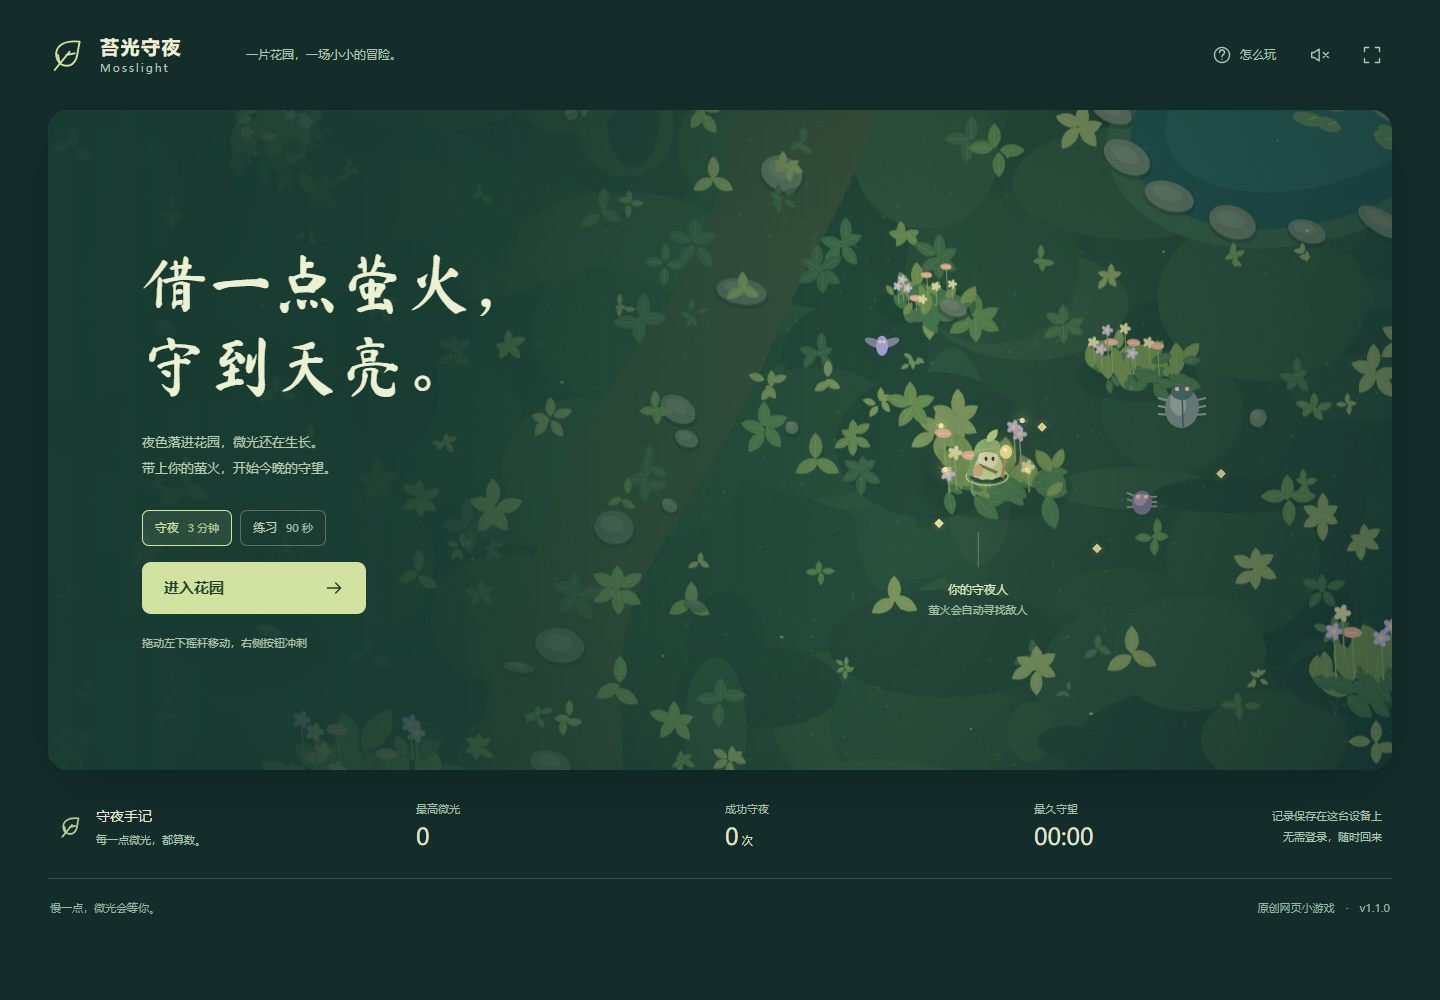 苔光守夜
Mosslight
一片花园，一场小小的冒险。
怎么玩
借一点萤火，
守到天亮。
夜色落进花园，微光还在生长。
带上你的萤火，开始今晚的守望。
守夜 3 分钟
练习 90 秒
进入花园
拖动左下摇杆移动，右侧按钮冲刺
你的守夜人
萤火会自动寻找敌人
守夜手记
每一点微光，都算数。
最高微光
0
成功守夜
0 次
最久守望
00:00
记录保存在这台设备上
无需登录，随时回来
慢一点，微光会等你。
原创网页小游戏 · v1.1.0